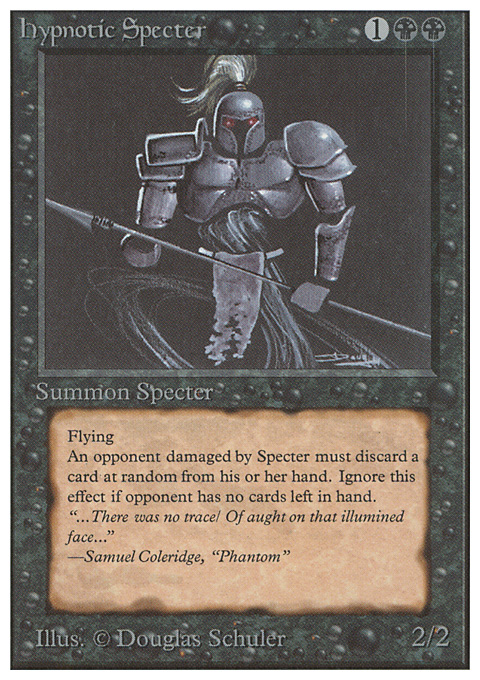 Hypnotic Specter 1
Summon Specter
Flying
An opponent damaged by Specter must discard a
card at random from his or her hand. Ignore this
effect if opponent has no cards left in hand.
“...There was no trace/ Of aught on that illumined
face...”
—Samuel Coleridge, “Phantom”
Illus. © Douglas Schuler 2/2